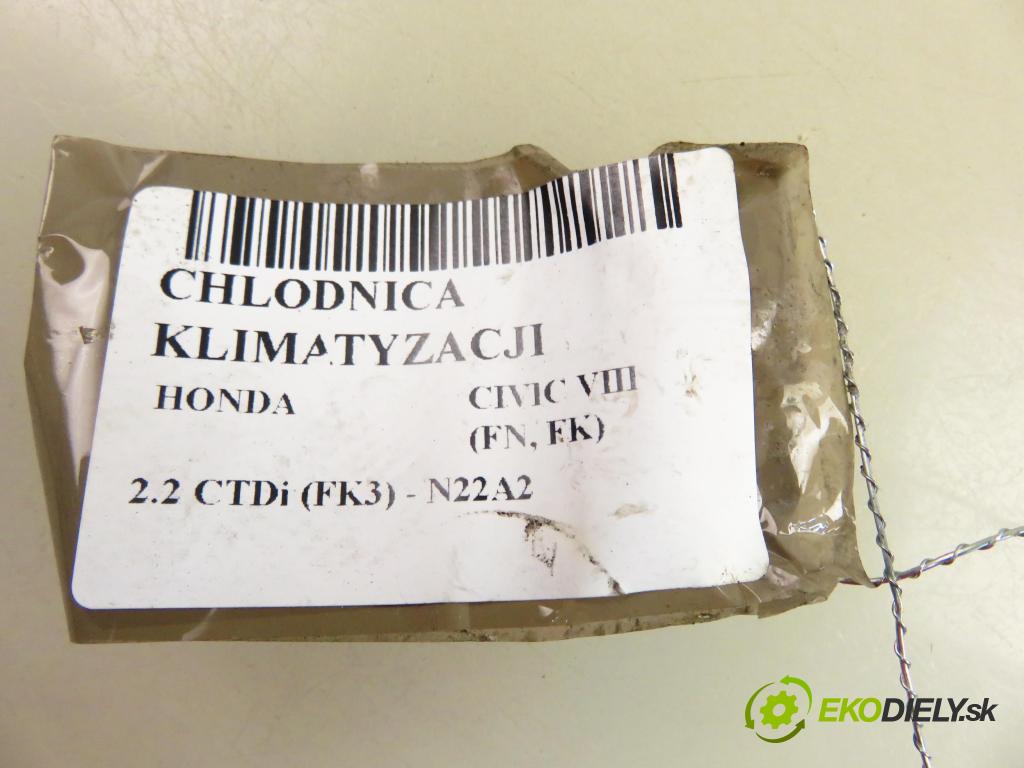 CHLODNICA
KLIMATYZACJI
HONDA CIVIC VIII
(FN, FK)
2.2 CTDi (FK3) - N22A2
EKODIELY.sk